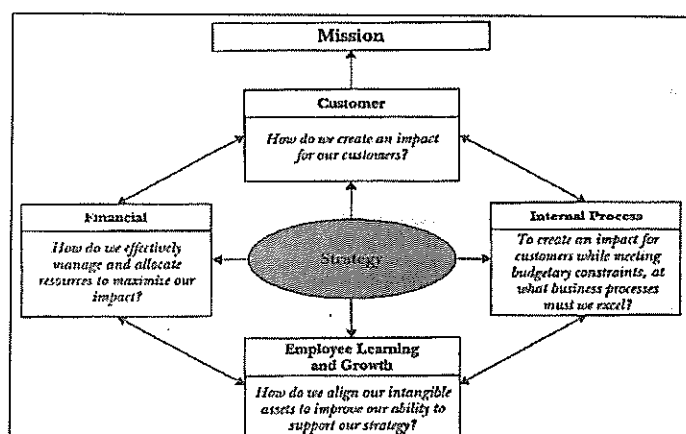 Mission
Customer
How do we create an impact
for our customers?
Financial
How do we effectively
manage and allocate
resources to maximize our
impact?
Strategy
Internal Process
To create an impact for
customers while meeting
budgetary constraints, at
what business processes
must we excel?
Employee Learning
and Growth
How do we align our intangible
assets to improve our ability to
support our strategy?